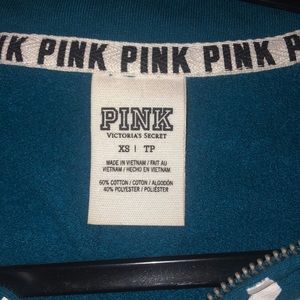 PINK PINK PINK PINK
PINK
VICTORIA'S SECRET
XS | TP
MADE IN VIETNAM / FAIT AU
VIETNAM / HECHO EN VIETNAM
60% COTTON / COTON / ALGODÓN
40% POLYESTER / POLIÉSTER